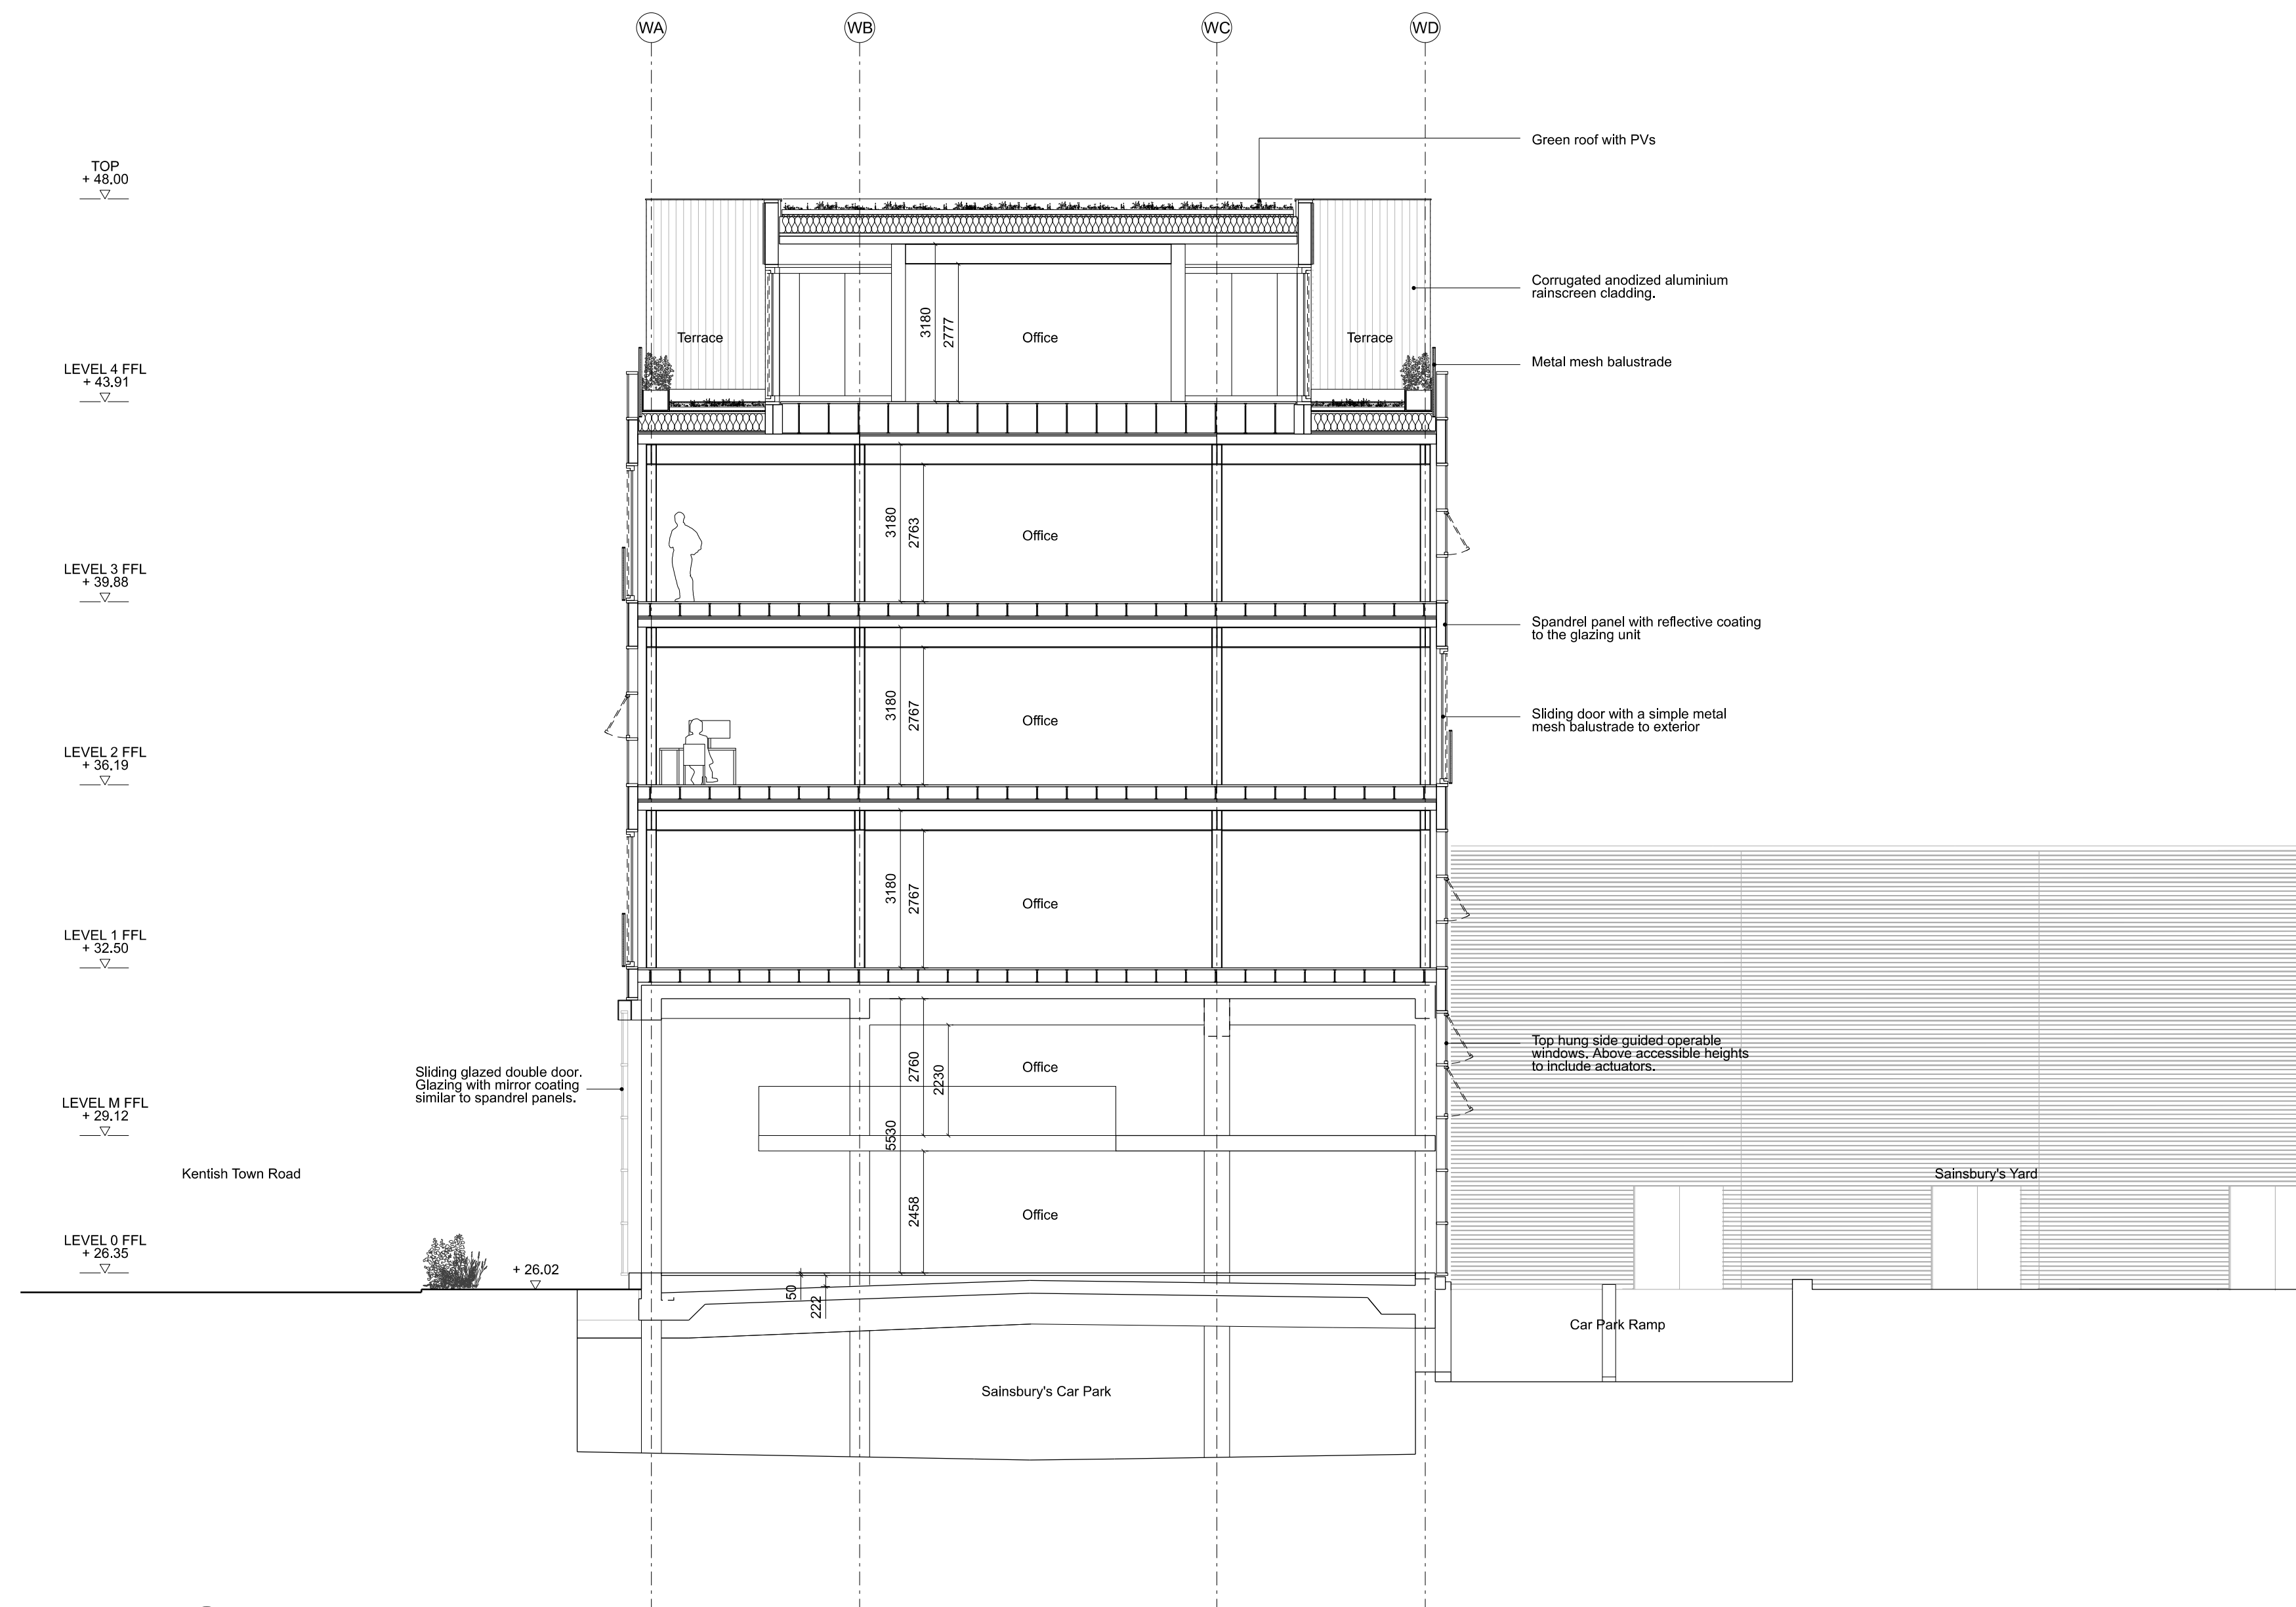 WA
WB
WC
WD
Green roof with PVs
TOP
+ 48.00
Corrugated anodized aluminium
rainscreen cladding.
3180
2777
Terrace
Office
Terrace
Metal mesh balustrade
LEVEL 4 FFL
+ 43.91
3180
2763
Office
LEVEL 3 FFL
+ 39.88
Spandrel panel with reflective coating
to the glazing unit
3180
2767
Office
Sliding door with a simple metal
mesh balustrade to exterior
LEVEL 2 FFL
+ 36.19
3180
2767
Office
LEVEL 1 FFL
+ 32.50
Top hung side guided operable
windows. Above accessible heights
to include actuators.
Sliding glazed double door.
Glazing with mirror coating
similar to spandrel panels.
2760
2230
Office
LEVEL M FFL
+ 29.12
5530
Kentish Town Road
Sainsbury's Yard
2458
Office
LEVEL 0 FFL
+ 26.35
+ 26.02
50
222
Car Park Ramp
Sainsbury's Car Park